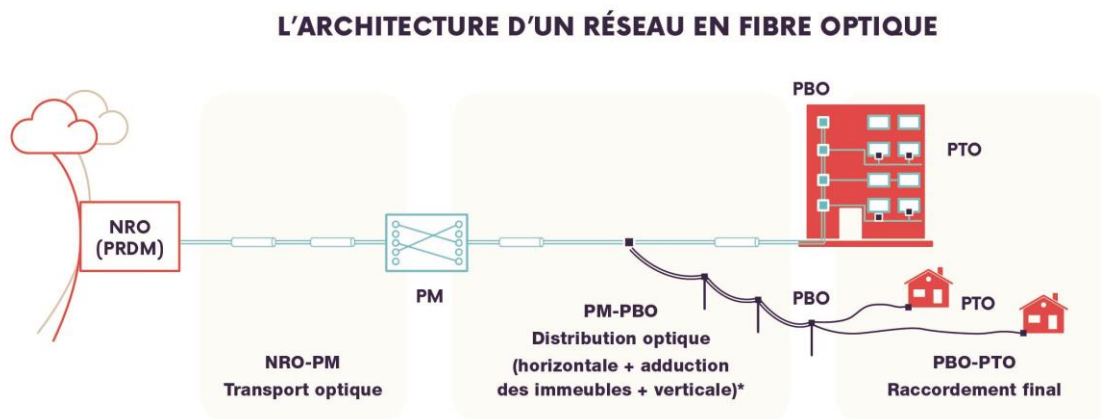 L'ARCHITECTURE D'UN RÉSEAU EN FIBRE OPTIQUE
PBO
PTO
NRO
(PRDM)
PM
PBO
PTO
NRO-PM
Transport optique
PM-PBO
Distribution optique
(horizontale + adduction
des immeubles + verticale)*
PBO-PTO
Raccordement final